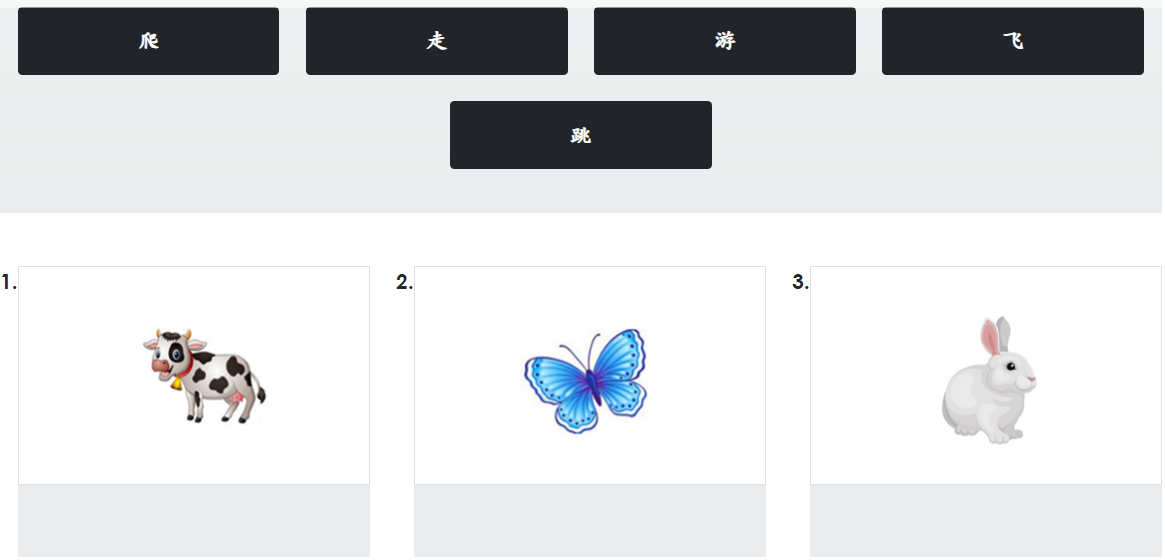 爬 走 游 飞
跳
1. 2. 3.